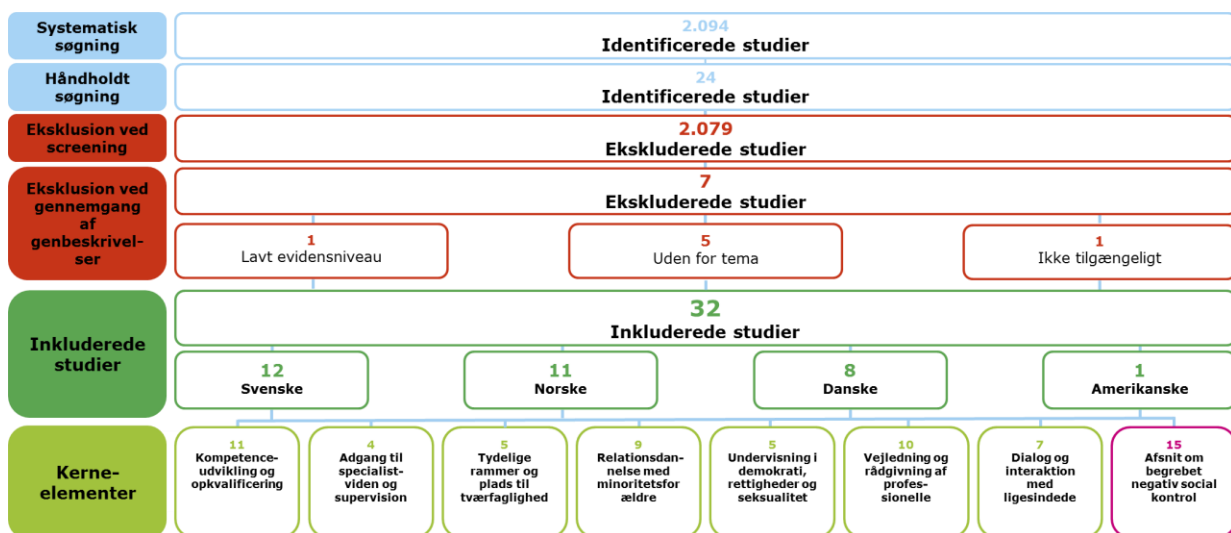 Systematisk
søgning
2.094
Identificerede studier
Håndholdt
søgning
24
Identificerede studier
Eksklusion ved
screening
2.079
Ekskluderede studier
Eksklusion ved
gennemgang
af
genbeskrivel-
ser
7
Ekskluderede studier
1
Lavt evidensniveau
5
Uden for tema
1
Ikke tilgængeligt
Inkluderede
studier
32
Inkluderede studier
12
Svenske
11
Norske
8
Danske
1
Amerikanske
Kerne-
elementer
11
Kompetence-
udvikling og
opkvalificering
4
Adgang til
specialist-
viden og
supervision
5
Tydelige
rammer og
plads til
tværfaglighed
9
Relationsdan-
nelse med
minoritetsfor
ældre
5
Undervisning i
demokrati,
rettigheder og
seksualitet
10
Vejledning og
rådgivning af
profes-
sionelle
7
Dialog og
interaktion
med
ligesindede
15
Afsnit om
begrebet
negativ social
kontrol